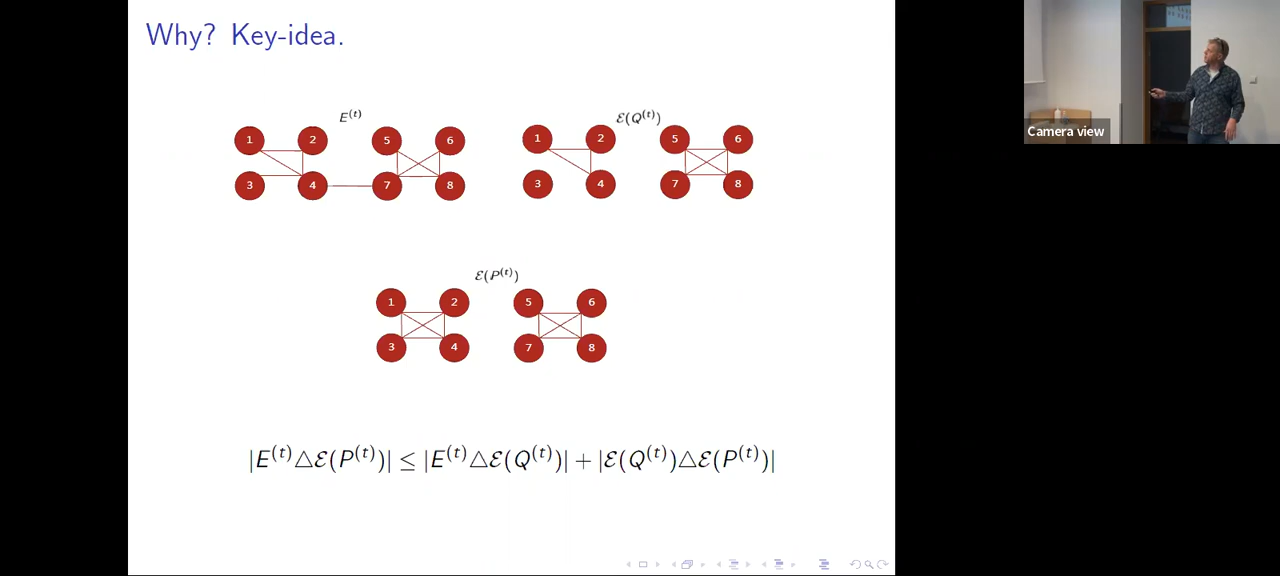 Why? Key-idea.
E^{(t)}
1 2 5 6
3 4 7 8
ℰ(Q^{(t)})
1 2 5 6
3 4 7 8
ℰ(P^{(t)})
1 2 5 6
3 4 7 8
|E^{(t)}△ℰ(P^{(t)})| ≤ |E^{(t)}△ℰ(Q^{(t)})| + |ℰ(Q^{(t)})△ℰ(P^{(t)})|
Camera view